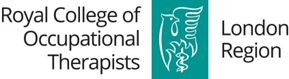 Royal College of
Occupational
Therapists
London
Region